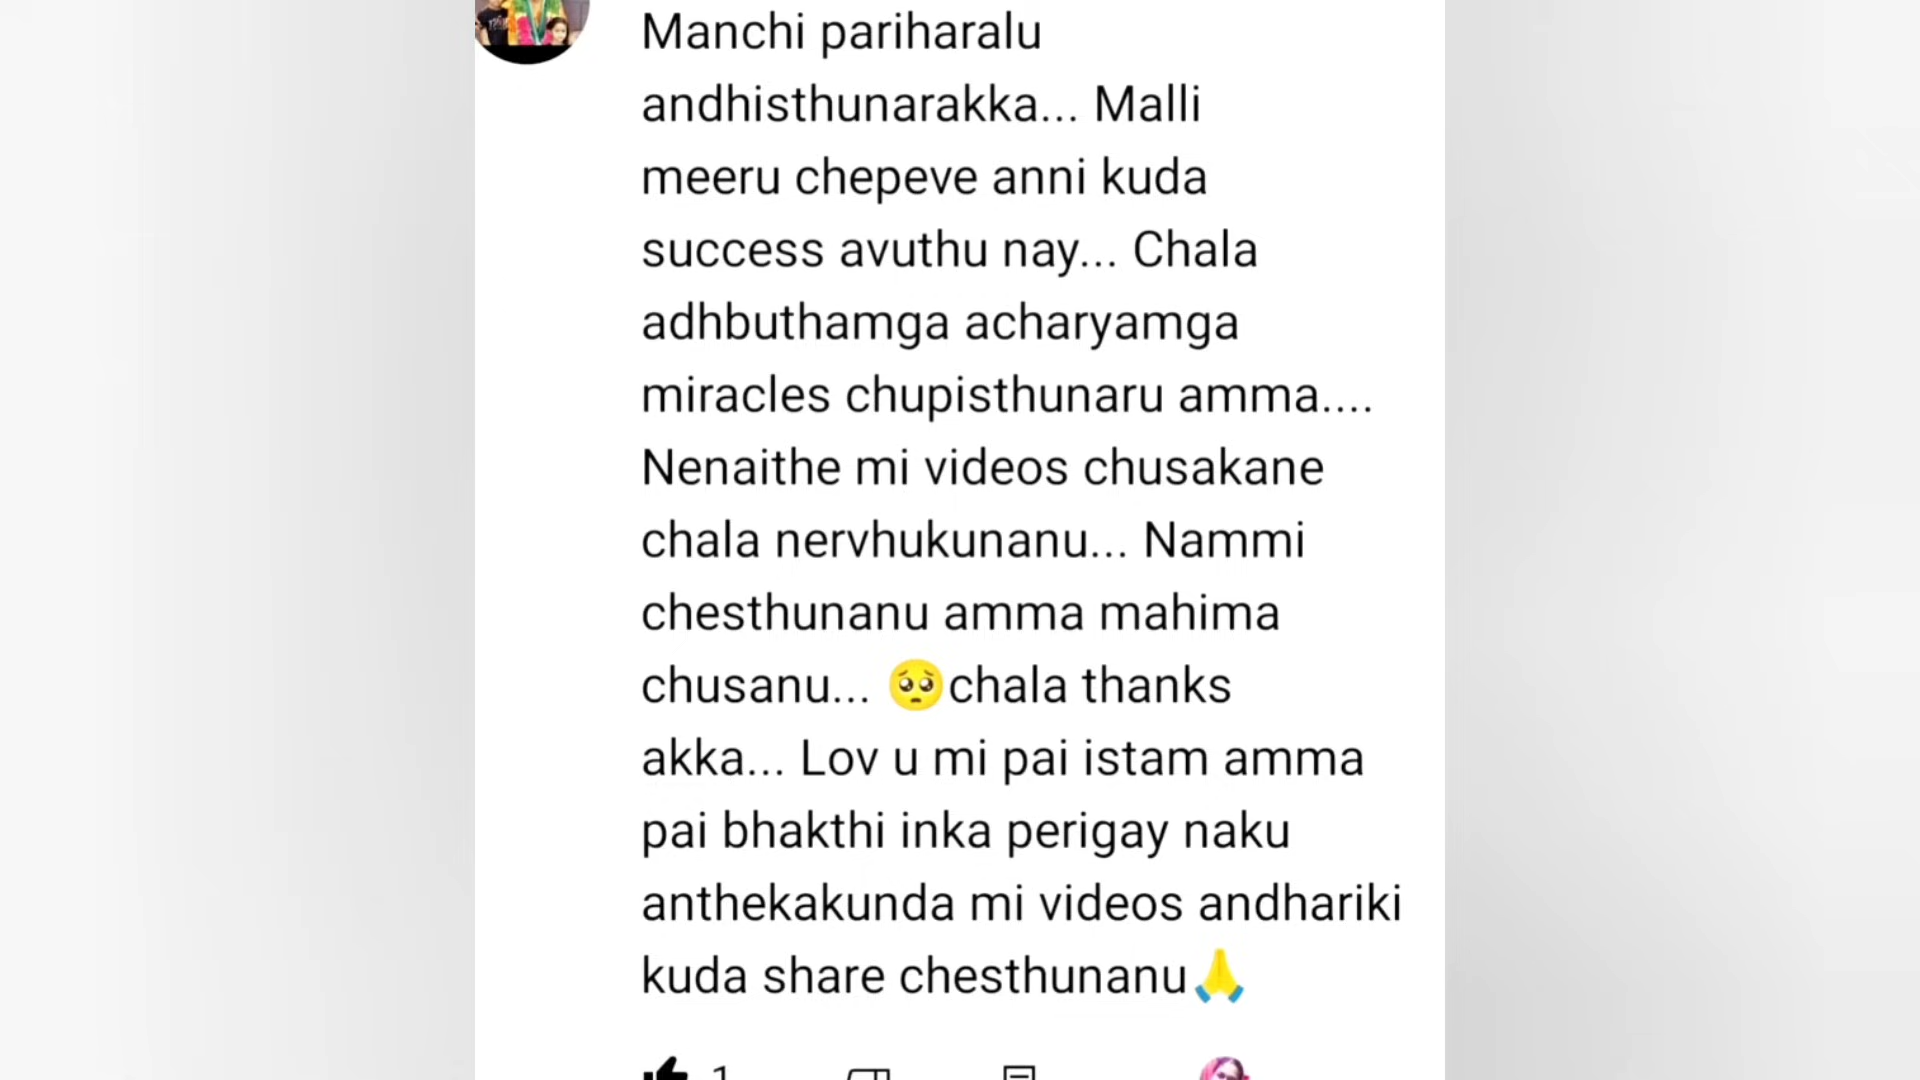 Manchi pariharalu
andhisthunarakka... Malli
meeru chepeve anni kuda
success avuthu nay... Chala
adhbuthamga acharyamga
miracles chupisthunaru amma....
Nenaithe mi videos chusakane
chala nervhukunanu... Nammi
chesthunanu amma mahima
chusanu... 🥺chala thanks
akka... Lov u mi pai istam amma
pai bhakthi inka perigay naku
anthekakunda mi videos andhariki
kuda share chesthunanu🙏
1